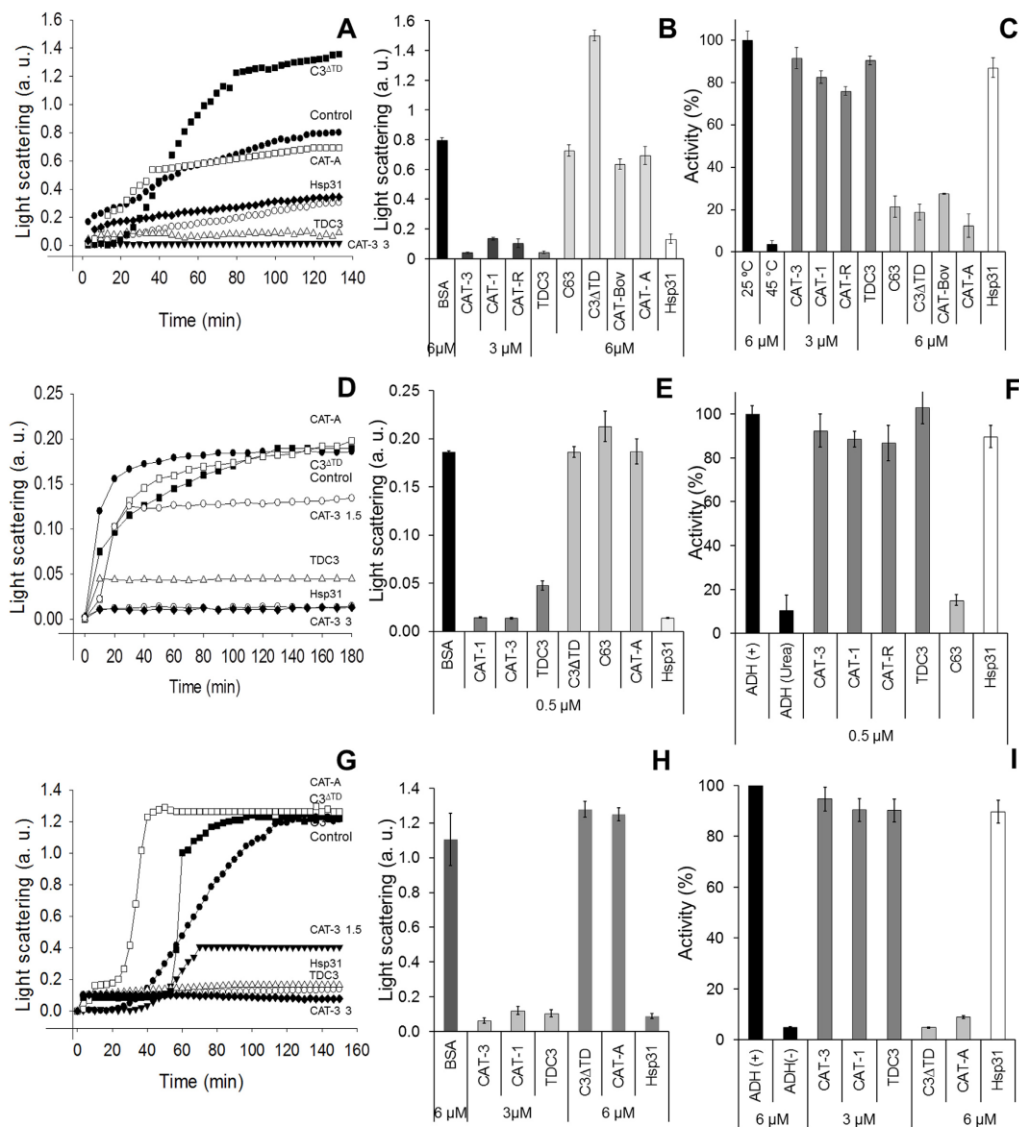 A
Light scattering (a. u.)
1.6
1.4
1.2
1.0
0.8
0.6
0.4
0.2
0.0
C3ΔTD
Control
CAT-A
Hsp31
TDC3
CAT-3 3
0 20 40 60 80 100 120 140
Time (min)
B
Light scattering (a. u.)
1.6
1.4
1.2
1.0
0.8
0.6
0.4
0.2
0
BSA
CAT-3
CAT-1
CAT-R
TDC3
C63
C3ΔTD
CAT-Bov
CAT- A
Hsp31
6µM 3 µM 6µM
C
Activity (%)
100
80
60
40
20
0
25 ºC
45 °C
CAT-3
CAT-1
CAT-R
TDC3
C63
C3ΔTD
CAT-Bov
CAT-A
Hsp31
6 µM 3 µM 6 µM
D
Light scattering (a. u.)
0.25
0.20
0.15
0.10
0.05
0.00
CAT-A
C3ΔTD
Control
CAT-3 1.5
TDC3
Hsp31
CAT-3 3
0 20 40 60 80 100 120 140 160 180
Time (min)
E
Light scattering (a. u.)
0.25
0.20
0.15
0.10
0.05
0.00
BSA
CAT-1
CAT-3
TDC3
C3ΔTD
C63
CAT-A
Hsp31
0.5 µM
F
Activity (%)
100
80
60
40
20
0
ADH (+)
ADH (Urea)
CAT-3
CAT-1
CAT-R
TDC3
C63
Hsp31
0.5 µM
G
Light scattering (a. u.)
1.4
1.2
1.0
0.8
0.6
0.4
0.2
0.0
CAT-A
C3ΔTD
Control
CAT-3 1.5
Hsp31
TDC3
CAT-3 3
0 20 40 60 80 100 120 140 160
Time (min)
H
Light scattering (a. u.)
1.4
1.2
1.0
0.8
0.6
0.4
0.2
0.0
BSA
CAT-3
CAT-1
TDC3
C3ΔTD
CAT-A
Hsp31
6 µM 3µM 6 µM
I
Activity (%)
100
80
60
40
20
0
ADH (+)
ADH(-)
CAT-3
CAT-1
TDC3
C3ΔTD
CAT-A
Hsp31
6 µM 3 µM 6 µM